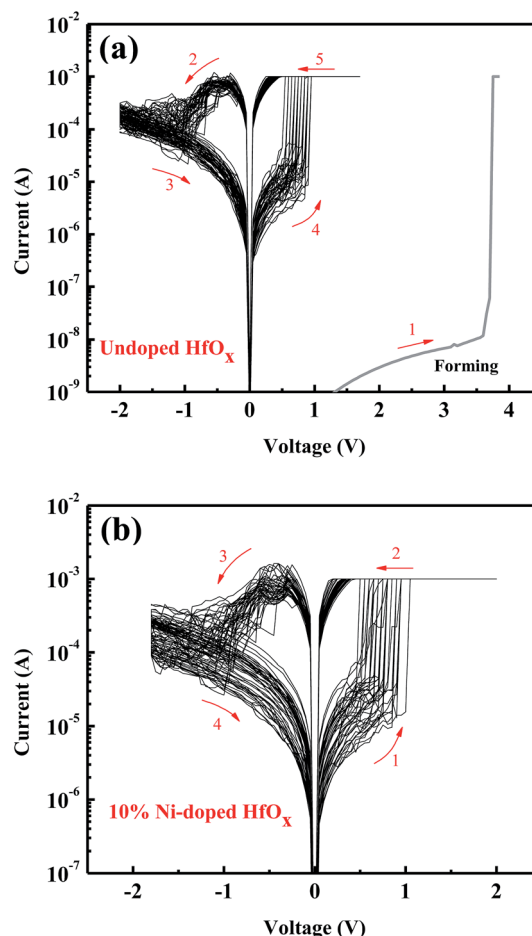 (a)
10⁻²
10⁻³
10⁻⁴
10⁻⁵
10⁻⁶
10⁻⁷
10⁻⁸
10⁻⁹
Current (A)
2
5
3
4
1
Undoped HfOₓ
Forming
-2 -1 0 1 2 3 4
Voltage (V)
(b)
10⁻²
10⁻³
10⁻⁴
10⁻⁵
10⁻⁶
10⁻⁷
Current (A)
3
2
4
1
10% Ni-doped HfOₓ
-2 -1 0 1 2
Voltage (V)